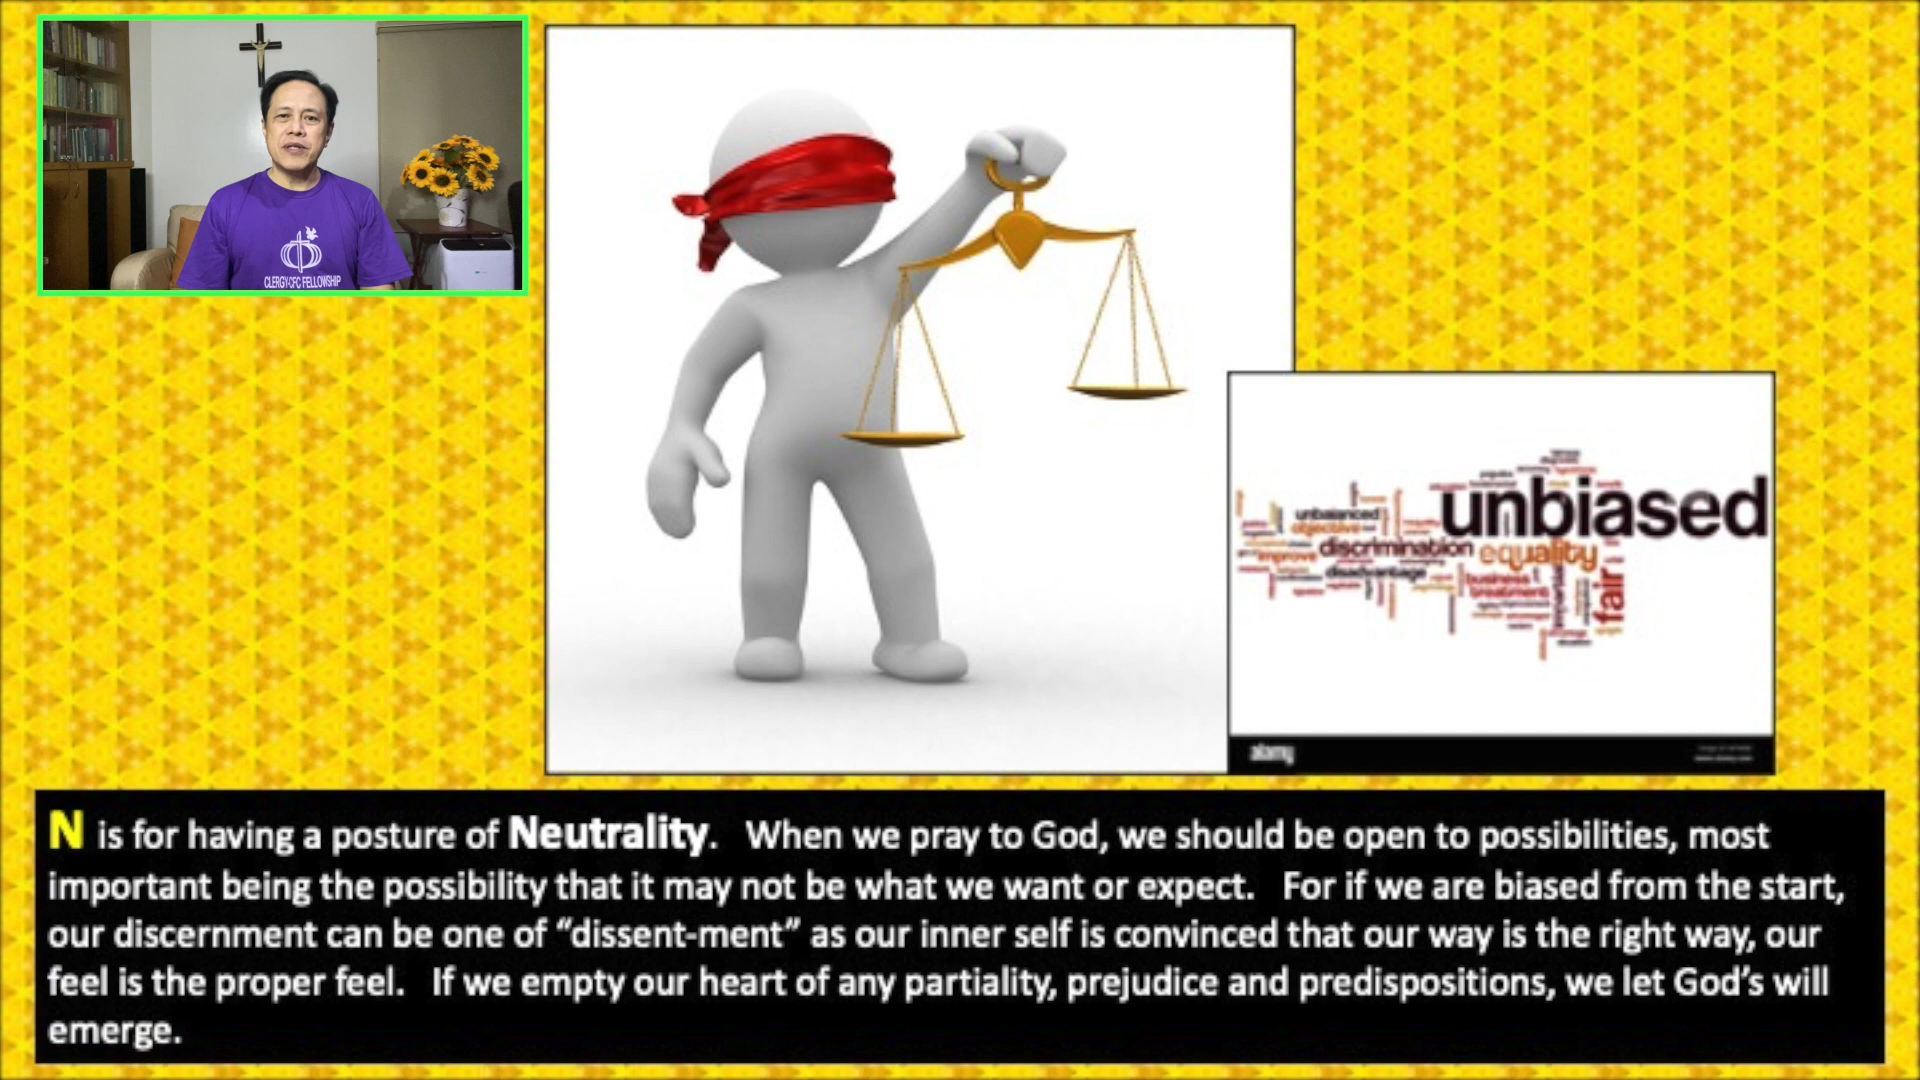 CLERGY-CFC FELLOWSHIP
unbiased
unbalanced
objective
discrimination
equality
improve
disadvantage
business
treatment
fair
alamy
N is for having a posture of Neutrality. When we pray to God, we should be open to possibilities, most
important being the possibility that it may not be what we want or expect. For if we are biased from the start,
our discernment can be one of “dissent-ment” as our inner self is convinced that our way is the right way, our
feel is the proper feel. If we empty our heart of any partiality, prejudice and predispositions, we let God’s will
emerge.